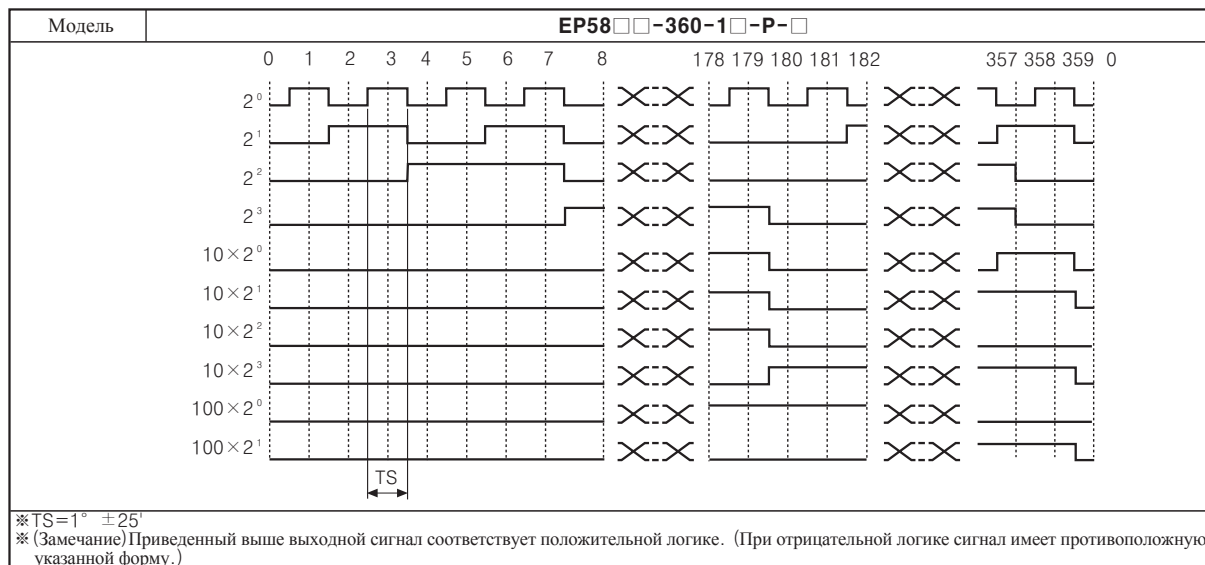 Модель EP58□□-360-1□-P-□
0 1 2 3 4 5 6 7 8 178 179 180 181 182 357 358 359 0
2⁰
2¹
2²
2³
10×2⁰
10×2¹
10×2²
10×2³
100×2⁰
100×2¹
TS
※TS=1° ±25'
※(Замечание)Приведенный выше выходной сигнал соответствует положительной логике. (При отрицательной логике сигнал имеет противоположную
указанной форму.)